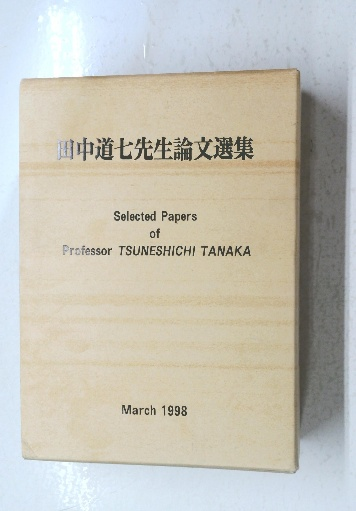 田中道七先生論文選集
Selected Papers
of
Professor TSUNESHICHI TANAKA
March 1998